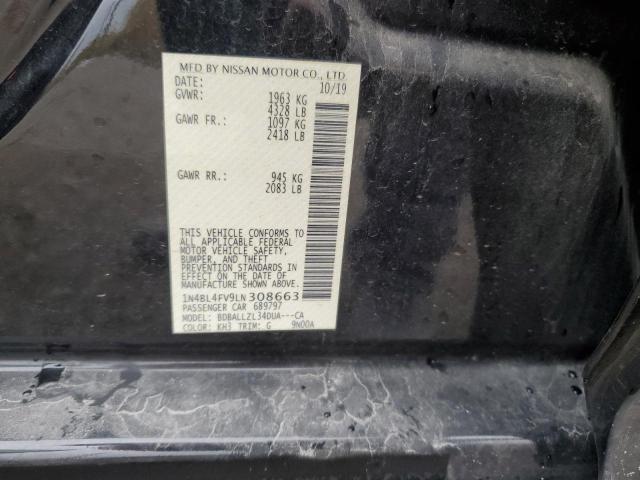 MFD BY NISSAN MOTOR CO., LTD.
DATE: 10/19
GVWR: 1963 KG
4328 LB
GAWR FR.: 1097 KG
2418 LB
GAWR RR.: 945 KG
2083 LB
THIS VEHICLE CONFORMS TO
ALL APPLICABLE FEDERAL
MOTOR VEHICLE SAFETY,
BUMPER, AND THEFT
PREVENTION STANDARDS IN
EFFECT ON THE DATE OF
MANUFACTURE SHOWN ABOVE.
1N4BL4FV9LN308663
PASSENGER CAR 689797
MODEL: BDBALLZL34DUA---CA
COLOR: KH3 TRIM: G 9N00A